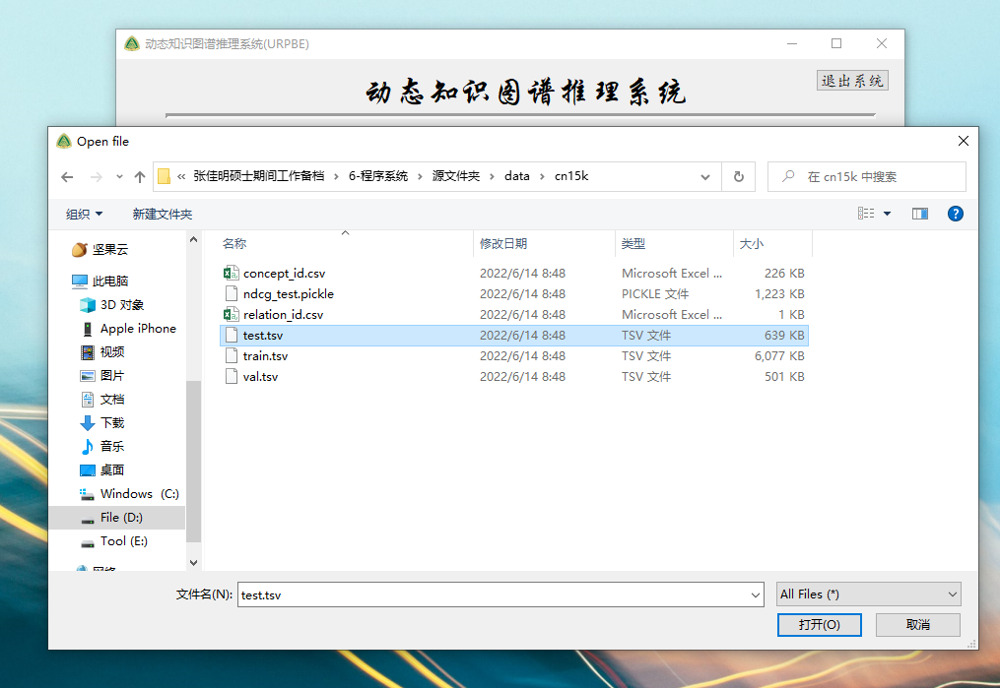 动态知识图谱推理系统(URPBE)
动态知识图谱推理系统
退出系统
Open file
« 张佳明硕士期间工作备档 › 6-程序系统 › 源文件夹 › data › cn15k
在 cn15k 中搜索
组织 新建文件夹
名称 修改日期 类型 大小
concept_id.csv 2022/6/14 8:48 Microsoft Excel ... 226 KB
ndcg_test.pickle 2022/6/14 8:48 PICKLE 文件 1,223 KB
relation_id.csv 2022/6/14 8:48 Microsoft Excel ... 1 KB
test.tsv 2022/6/14 8:48 TSV 文件 639 KB
train.tsv 2022/6/14 8:48 TSV 文件 6,077 KB
val.tsv 2022/6/14 8:48 TSV 文件 501 KB
坚果云
此电脑
3D 对象
Apple iPhone
视频
图片
文档
下载
音乐
桌面
Windows (C:)
File (D:)
Tool (E:)
网络
文件名(N): test.tsv
All Files (*)
打开(O)
取消